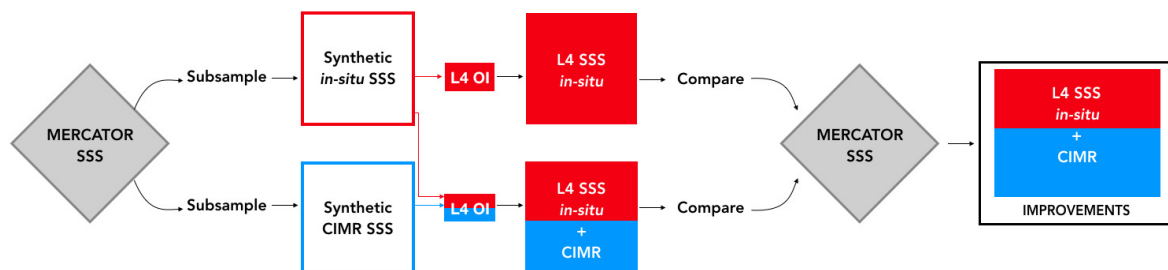 MERCATOR
SSS
Subsample
Synthetic
in-situ SSS
L4 OI
L4 SSS
in-situ
Compare
Subsample
Synthetic
CIMR SSS
L4 OI
L4 SSS
in-situ
+
CIMR
Compare
MERCATOR
SSS
L4 SSS
in-situ
+
CIMR
IMPROVEMENTS